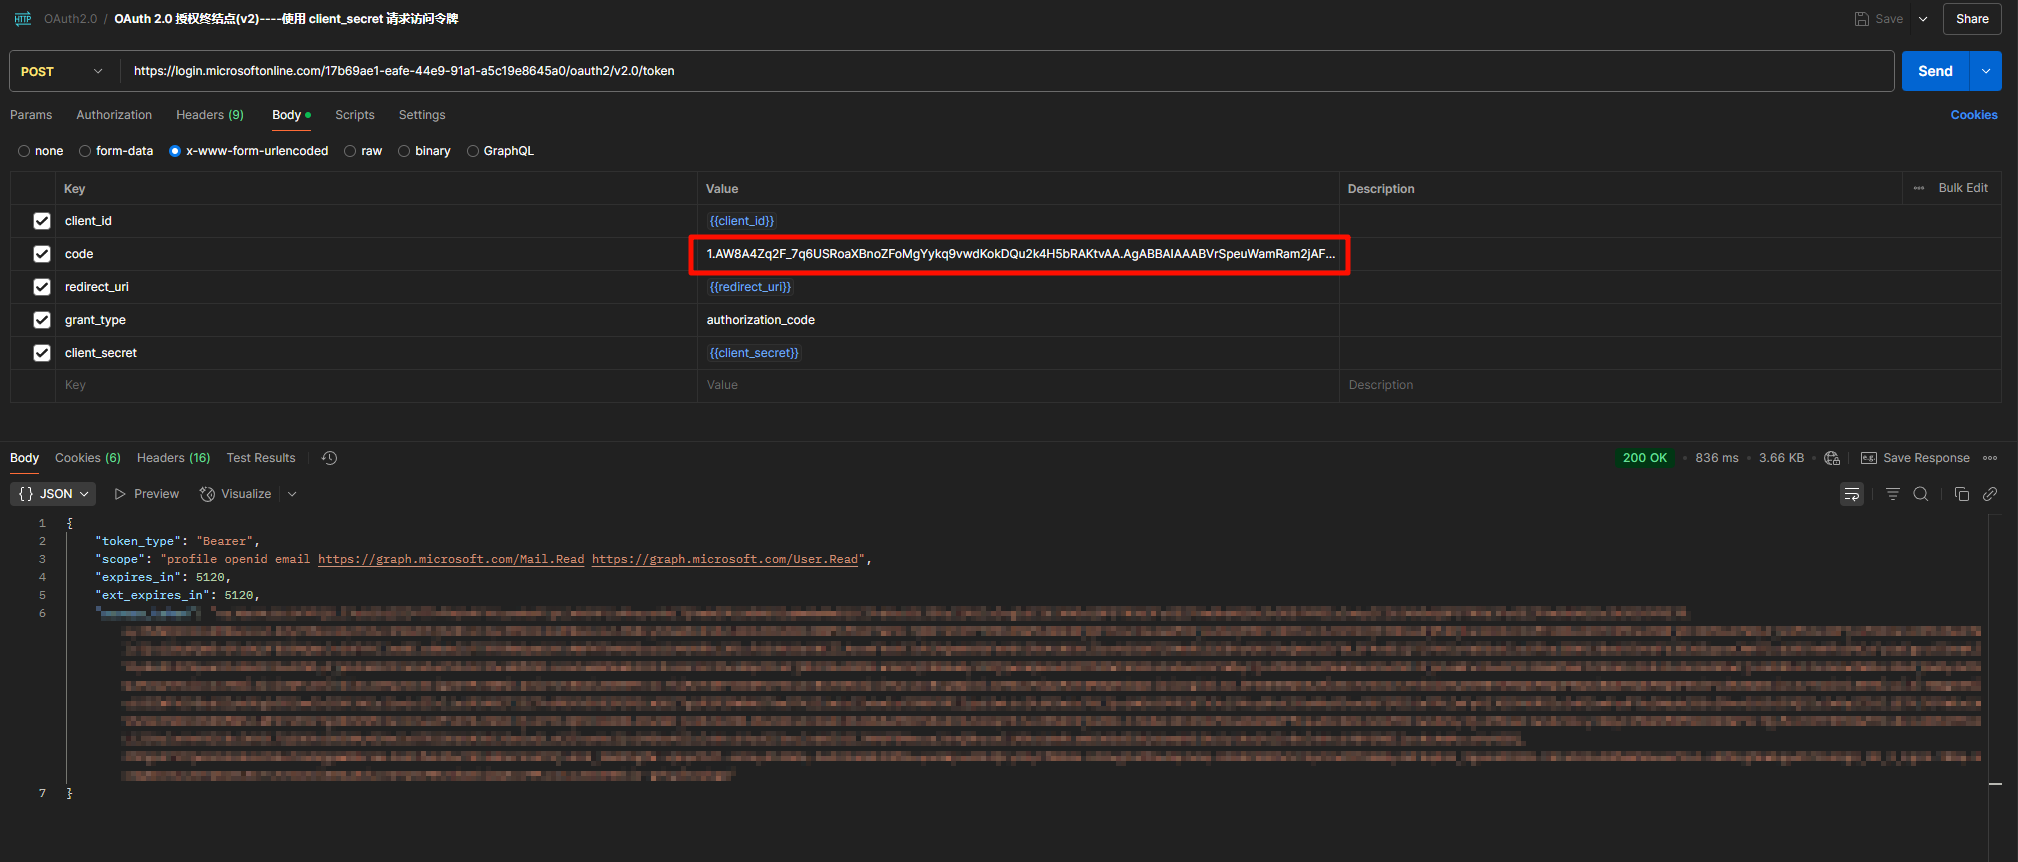 HTTP OAuth2.0 / OAuth 2.0 授权终结点(v2)----使用 client_secret 请求访问令牌 Save Share
POST https://login.microsoftonline.com/17b69ae1-eafe-44e9-91a1-a5c19e8645a0/oauth2/v2.0/token Send
Params Authorization Headers (9) Body Scripts Settings Cookies
none form-data x-www-form-urlencoded raw binary GraphQL
Key Value Description Bulk Edit
client_id {{client_id}}
code 1.AW8A4Zq2F_7q6USRoaXBnoZFoMgYykq9vwdKokDQu2k4H5bRAKtvAA.AgABBAIAAABVrSpeuWamRam2jAF...
redirect_uri {{redirect_uri}}
grant_type authorization_code
client_secret {{client_secret}}
Key Value Description
Body Cookies (6) Headers (16) Test Results 200 OK 836 ms 3.66 KB e.g. Save Response
{} JSON Preview Visualize
1 {
2 "token_type": "Bearer",
3 "scope": "profile openid email https://graph.microsoft.com/Mail.Read https://graph.microsoft.com/User.Read",
4 "expires_in": 5120,
5 "ext_expires_in": 5120,
6
7 }